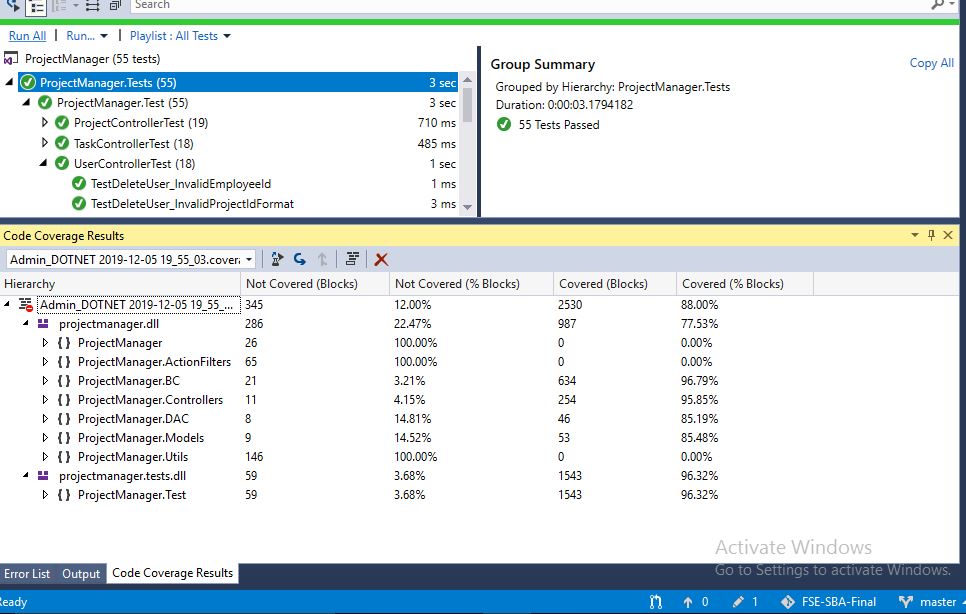 Search
Run All | Run... | Playlist : All Tests
ProjectManager (55 tests)
ProjectManager.Tests (55) 3 sec
ProjectManager.Test (55) 3 sec
ProjectControllerTest (19) 710 ms
TaskControllerTest (18) 485 ms
UserControllerTest (18) 1 sec
TestDeleteUser_InvalidEmployeeId 1 ms
TestDeleteUser_InvalidProjectIdFormat 3 ms
Group Summary Copy All
Grouped by Hierarchy: ProjectManager.Tests
Duration: 0:00:03.1794182
55 Tests Passed
Code Coverage Results
Admin_DOTNET 2019-12-05 19_55_03.covera
Hierarchy Not Covered (Blocks) Not Covered (% Blocks) Covered (Blocks) Covered (% Blocks)
Admin_DOTNET 2019-12-05 19_55_... 345 12.00% 2530 88.00%
projectmanager.dll 286 22.47% 987 77.53%
{ } ProjectManager 26 100.00% 0 0.00%
{ } ProjectManager.ActionFilters 65 100.00% 0 0.00%
{ } ProjectManager.BC 21 3.21% 634 96.79%
{ } ProjectManager.Controllers 11 4.15% 254 95.85%
{ } ProjectManager.DAC 8 14.81% 46 85.19%
{ } ProjectManager.Models 9 14.52% 53 85.48%
{ } ProjectManager.Utils 146 100.00% 0 0.00%
projectmanager.tests.dll 59 3.68% 1543 96.32%
{ } ProjectManager.Test 59 3.68% 1543 96.32%
Activate Windows
Go to Settings to activate Windows.
Error List Output Code Coverage Results
Ready 0 1 FSE-SBA-Final master